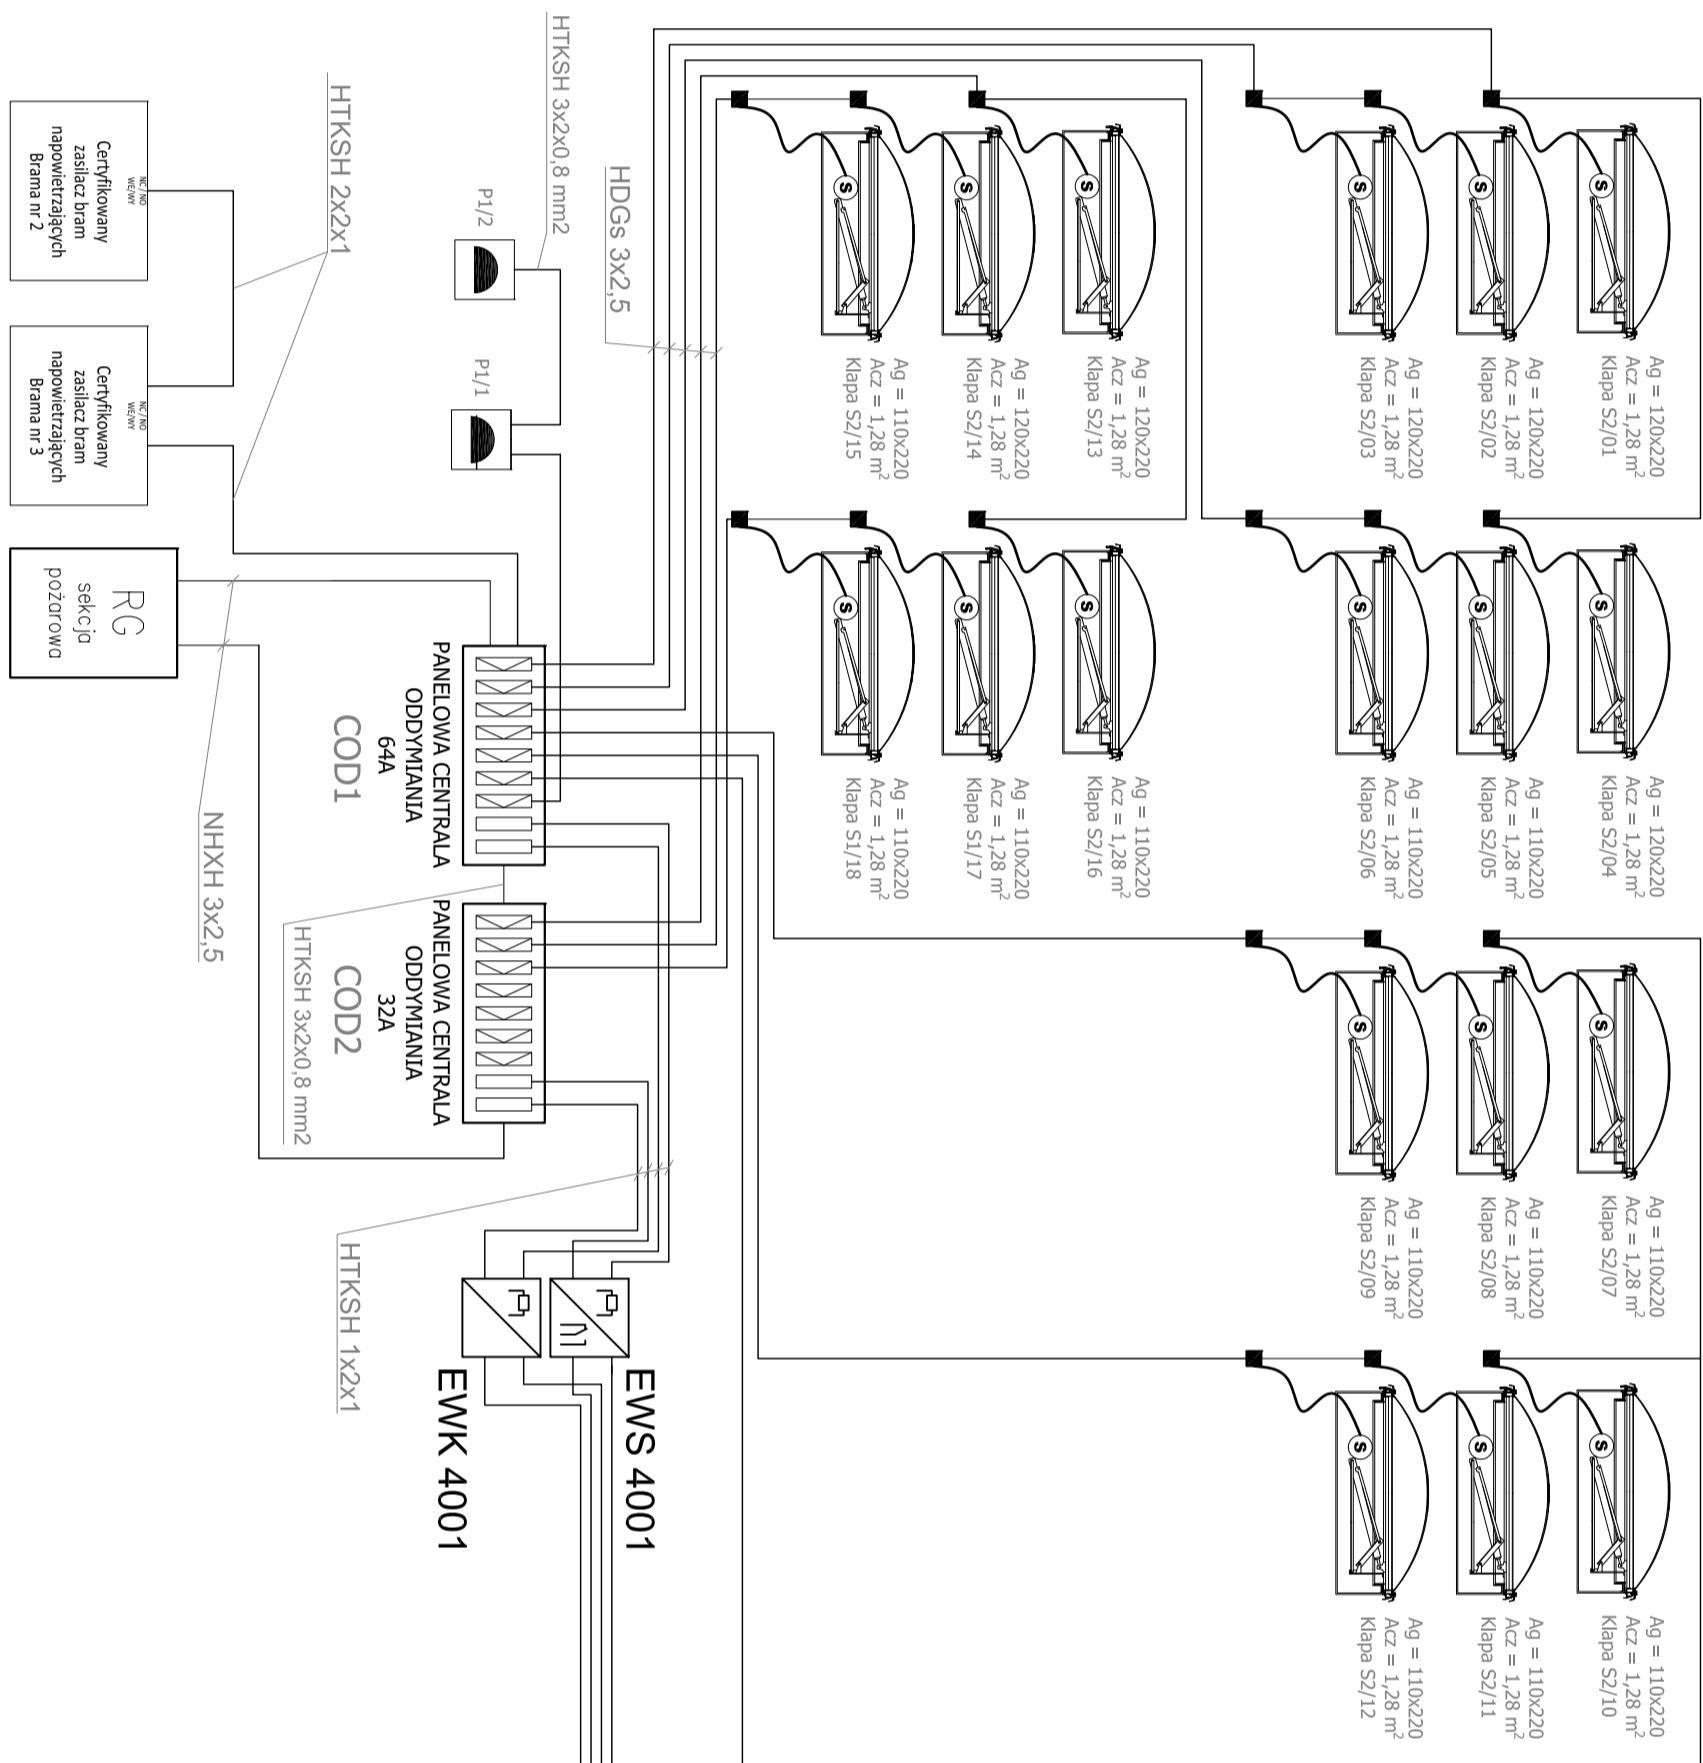 S
Ag = 120x220
Acz = 1,28 m²
Klapa S2/01
S
Ag = 120x220
Acz = 1,28 m²
Klapa S2/04
S
Ag = 110x220
Acz = 1,28 m²
Klapa S2/07
S
Ag = 110x220
Acz = 1,28 m²
Klapa S2/10
S
Ag = 120x220
Acz = 1,28 m²
Klapa S2/02
S
Ag = 110x220
Acz = 1,28 m²
Klapa S2/05
S
Ag = 110x220
Acz = 1,28 m²
Klapa S2/08
S
Ag = 110x220
Acz = 1,28 m²
Klapa S2/11
S
Ag = 120x220
Acz = 1,28 m²
Klapa S2/03
S
Ag = 110x220
Acz = 1,28 m²
Klapa S2/06
S
Ag = 110x220
Acz = 1,28 m²
Klapa S2/09
S
Ag = 110x220
Acz = 1,28 m²
Klapa S2/12
S
Ag = 120x220
Acz = 1,28 m²
Klapa S2/13
S
Ag = 110x220
Acz = 1,28 m²
Klapa S2/16
S
Ag = 120x220
Acz = 1,28 m²
Klapa S2/14
S
Ag = 110x220
Acz = 1,28 m²
Klapa S1/17
S
Ag = 110x220
Acz = 1,28 m²
Klapa S2/15
S
Ag = 110x220
Acz = 1,28 m²
Klapa S1/18
HDGs 3x2,5
EWS 4001
HTKSH 3x2x0,8 mm2
P1/2
P1/1
EWK 4001
PANELOWA CENTRALA
ODDYMIANIA
64A
COD1
PANELOWA CENTRALA
ODDYMIANIA
32A
COD2
HTKSH 2x2x1
HTKSH 1x2x1
HTKSH 3x2x0,8 mm2
NHXH 3x2,5
NC / NO
WE/WY
Certyfikowany
zasilacz bram
napowietrzających
Brama nr 2
NC / NO
WE/WY
Certyfikowany
zasilacz bram
napowietrzających
Brama nr 3
RG
sekcja
pożarowa